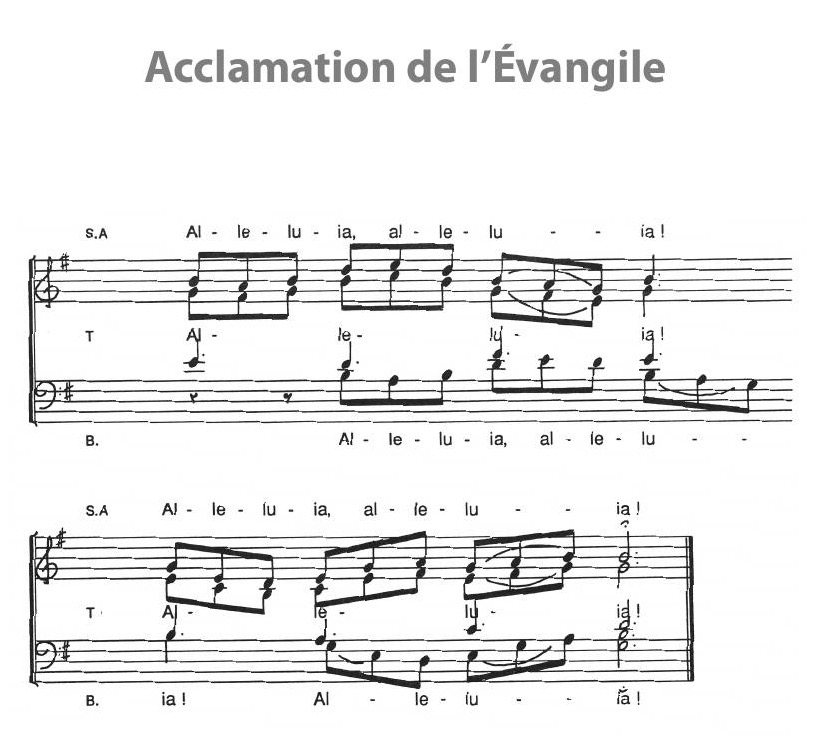 Acclamation de l'Évangile
S.A Al - le - lu - ia, al - le - lu - - ia !
T Al - le - lu - ia !
B. Al - le - lu - ia, al - le - lu - -
S.A Al - le - lu - ia, al - le - lu - - ia !
T Al - le - lu - ia !
B. ia ! Al - le - lu - ia !